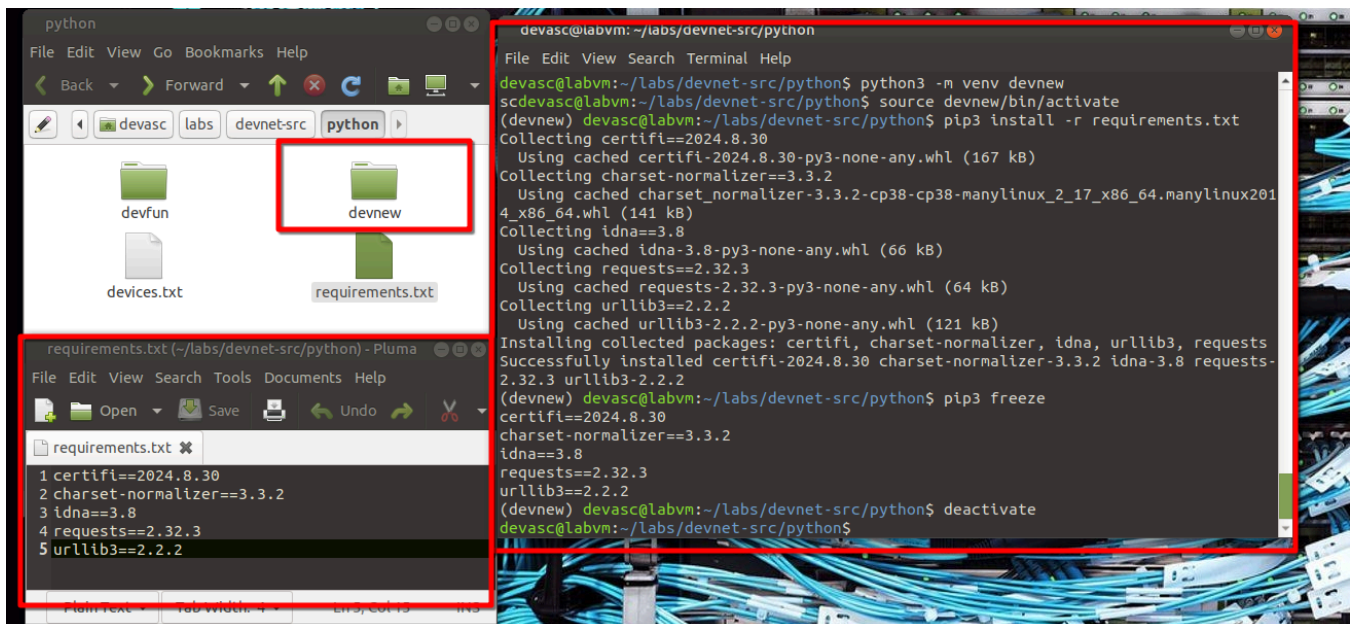 python
File Edit View Go Bookmarks Help
Back Forward
devasc labs devnet-src python
devfun devnew
devices.txt requirements.txt
requirements.txt (~/labs/devnet-src/python) - Pluma
File Edit View Search Tools Documents Help
Open Save Undo
requirements.txt
1 certifi==2024.8.30
2 charset-normalizer==3.3.2
3 idna==3.8
4 requests==2.32.3
5 urllib3==2.2.2
Plain Text Tab Width: 4 INS
devasc@labvm: ~/labs/devnet-src/python
File Edit View Search Terminal Help
devasc@labvm:~/labs/devnet-src/python$ python3 -m venv devnew
scdevasc@labvm:~/labs/devnet-src/python$ source devnew/bin/activate
(devnew) devasc@labvm:~/labs/devnet-src/python$ pip3 install -r requirements.txt
Collecting certifi==2024.8.30
Using cached certifi-2024.8.30-py3-none-any.whl (167 kB)
Collecting charset-normalizer==3.3.2
Using cached charset_normalizer-3.3.2-cp38-cp38-manylinux_2_17_x86_64.manylinux201
4_x86_64.whl (141 kB)
Collecting idna==3.8
Using cached idna-3.8-py3-none-any.whl (66 kB)
Collecting requests==2.32.3
Using cached requests-2.32.3-py3-none-any.whl (64 kB)
Collecting urllib3==2.2.2
Using cached urllib3-2.2.2-py3-none-any.whl (121 kB)
Installing collected packages: certifi, charset-normalizer, idna, urllib3, requests
Successfully installed certifi-2024.8.30 charset-normalizer-3.3.2 idna-3.8 requests-
2.32.3 urllib3-2.2.2
(devnew) devasc@labvm:~/labs/devnet-src/python$ pip3 freeze
certifi==2024.8.30
charset-normalizer==3.3.2
idna==3.8
requests==2.32.3
urllib3==2.2.2
(devnew) devasc@labvm:~/labs/devnet-src/python$ deactivate
devasc@labvm:~/labs/devnet-src/python$